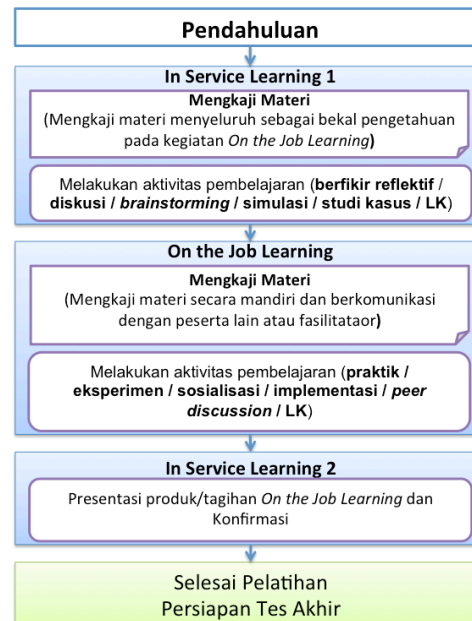 Pendahuluan
In Service Learning 1
Mengkaji Materi
(Mengkaji materi menyeluruh sebagai bekal pengetahuan
pada kegiatan On the Job Learning)
Melakukan aktivitas pembelajaran (berfikir reflektif /
diskusi / brainstorming / simulasi / studi kasus / LK)
On the Job Learning
Mengkaji Materi
(Mengkaji materi secara mandiri dan berkomunikasi
dengan peserta lain atau fasilitataor)
Melakukan aktivitas pembelajaran (praktik /
eksperimen / sosialisasi / implementasi / peer
discussion / LK)
In Service Learning 2
Presentasi produk/tagihan On the Job Learning dan
Konfirmasi
Selesai Pelatihan
Persiapan Tes Akhir